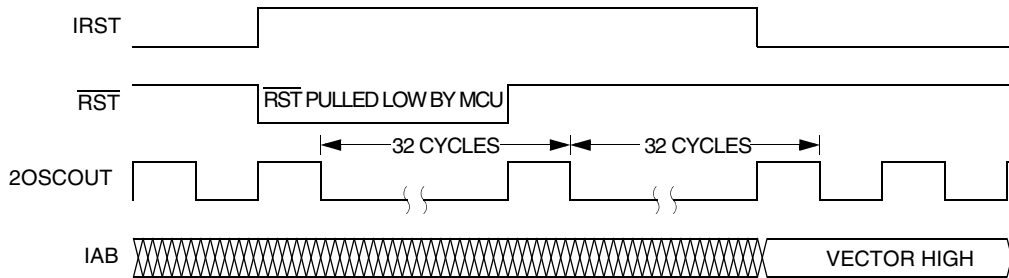 IRST
RST
RST PULLED LOW BY MCU
32 CYCLES
32 CYCLES
2OSCOUT
IAB
VECTOR HIGH